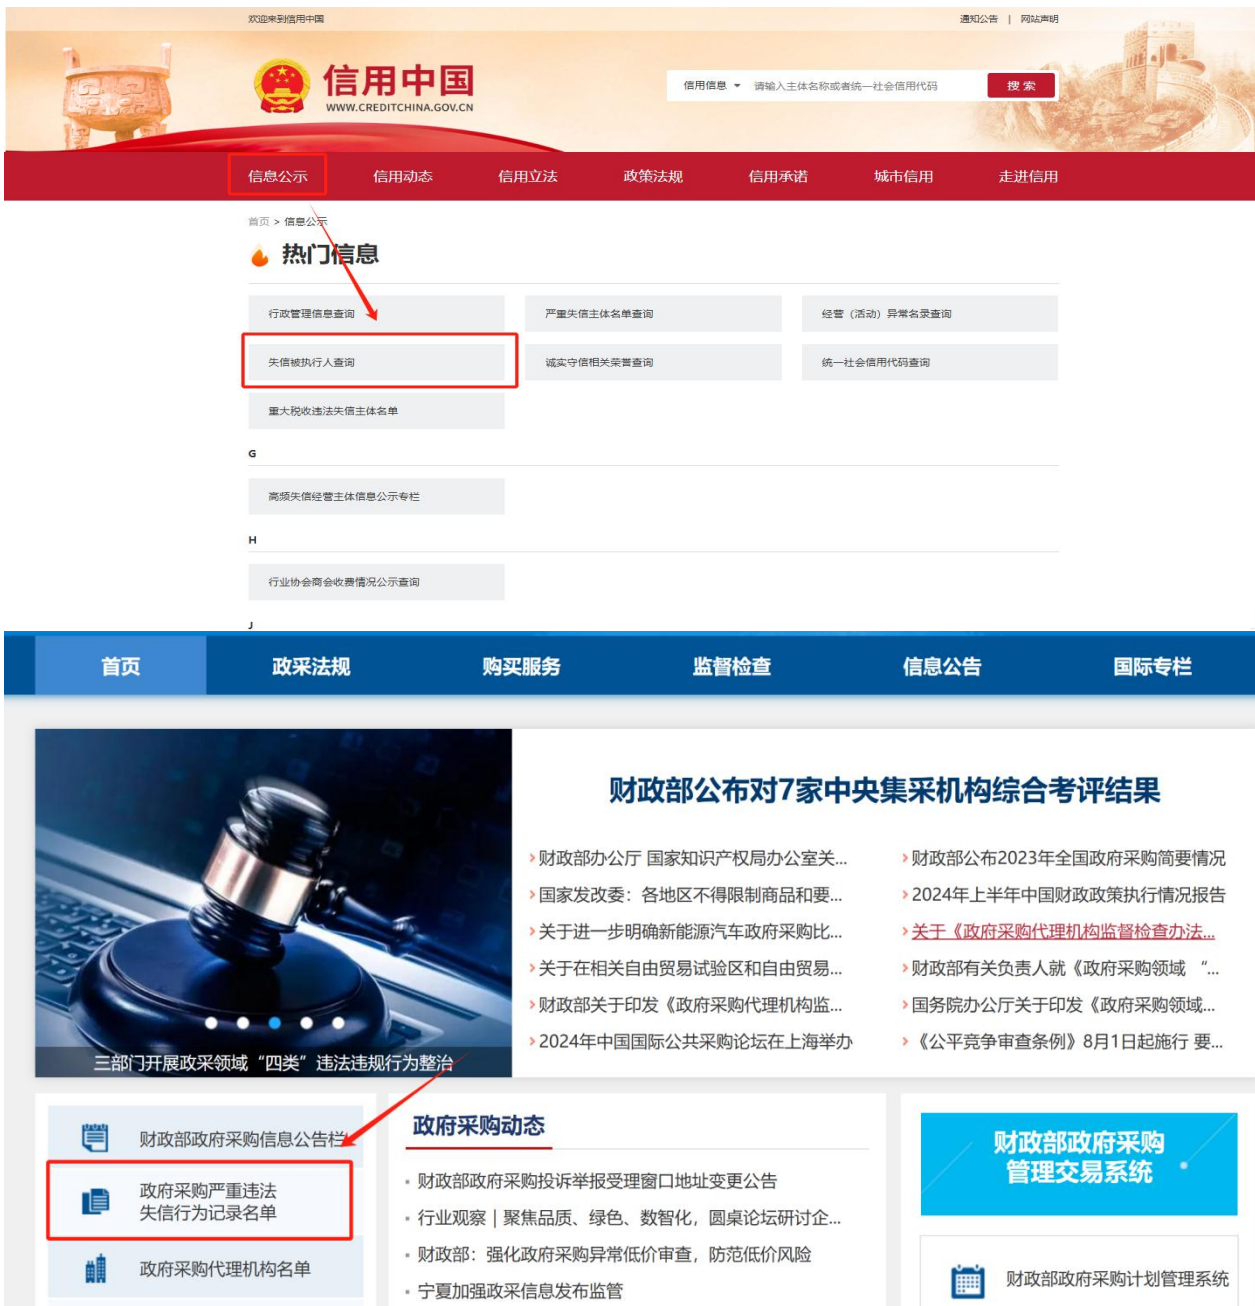 欢迎来到信用中国
通知公告 | 网站声明
信用中国
WWW.CREDITCHINA.GOV.CN
信用信息 请输入主体名称或者统一社会信用代码 搜索
信息公示 信用动态 信用立法 政策法规 信用承诺 城市信用 走进信用
首页 > 信息公示
热门信息
行政管理信息查询 严重失信主体名单查询 经营（活动）异常名录查询
失信被执行人查询 诚实守信相关荣誉查询 统一社会信用代码查询
重大税收违法失信主体名单
G
高频失信经营主体信息公示专栏
H
行业协会商会收费情况公示查询
J
首页 政采法规 购买服务 监督检查 信息公告 国际专栏
财政部公布对7家中央集采机构综合考评结果
财政部办公厅 国家知识产权局办公室关...
国家发改委：各地区不得限制商品和要...
关于进一步明确新能源汽车政府采购比...
关于在相关自由贸易试验区和自由贸易...
财政部关于印发《政府采购代理机构监...
2024年中国国际公共采购论坛在上海举办
财政部公布2023年全国政府采购简要情况
2024年上半年中国财政政策执行情况报告
关于《政府采购代理机构监督检查办法...
财政部有关负责人就《政府采购领域 “...
国务院办公厅关于印发《政府采购领域...
《公平竞争审查条例》8月1日起施行 要...
三部门开展政采领域“四类”违法违规行为整治
财政部政府采购信息公告栏
政府采购严重违法
失信行为记录名单
政府采购代理机构名单
政府采购动态
财政部政府采购投诉举报受理窗口地址变更公告
行业观察 | 聚焦品质、绿色、数智化，圆桌论坛研讨企...
财政部：强化政府采购异常低价审查，防范低价风险
宁夏加强政采信息发布监管
财政部政府采购
管理交易系统
财政部政府采购计划管理系统